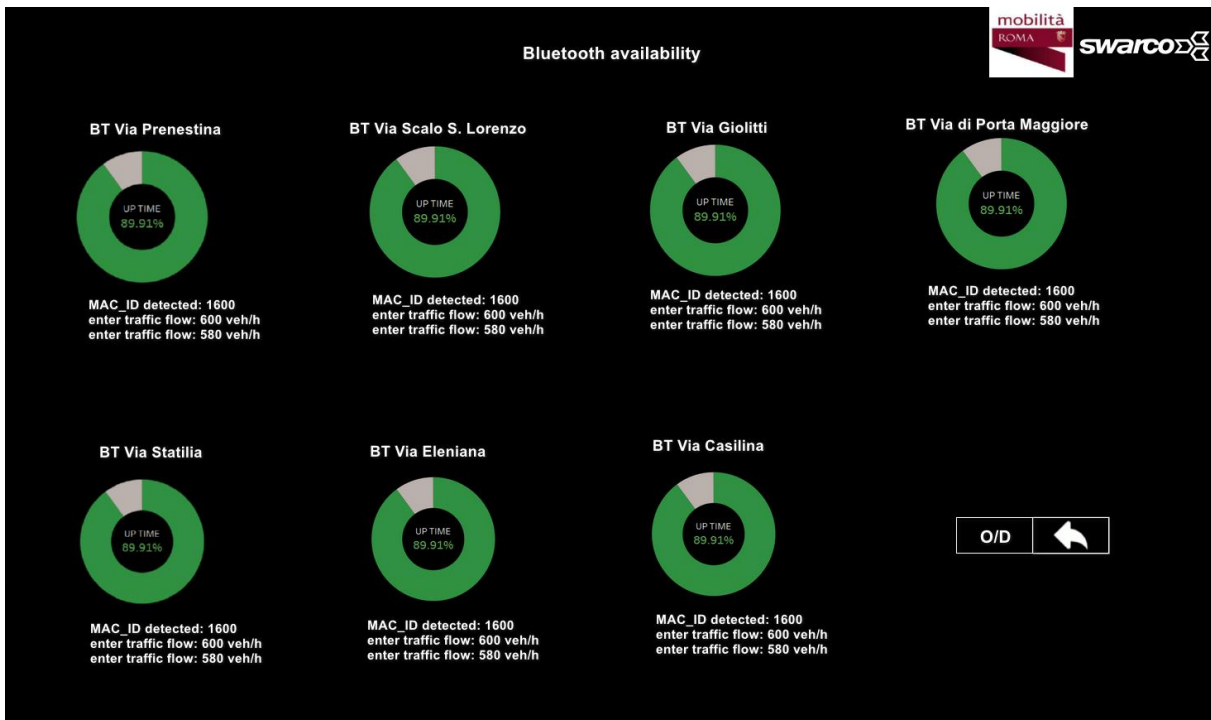 mobilità
ROMA
swarco
Bluetooth availability
BT Via Prenestina
UP TIME
89.91%
MAC_ID detected: 1600
enter traffic flow: 600 veh/h
enter traffic flow: 580 veh/h
BT Via Scalo S. Lorenzo
UP TIME
89.91%
MAC_ID detected: 1600
enter traffic flow: 600 veh/h
enter traffic flow: 580 veh/h
BT Via Giolitti
UP TIME
89.91%
MAC_ID detected: 1600
enter traffic flow: 600 veh/h
enter traffic flow: 580 veh/h
BT Via di Porta Maggiore
UP TIME
89.91%
MAC_ID detected: 1600
enter traffic flow: 600 veh/h
enter traffic flow: 580 veh/h
BT Via Statilia
UP TIME
89.91%
MAC_ID detected: 1600
enter traffic flow: 600 veh/h
enter traffic flow: 580 veh/h
BT Via Eleniana
UP TIME
89.91%
MAC_ID detected: 1600
enter traffic flow: 600 veh/h
enter traffic flow: 580 veh/h
BT Via Casilina
UP TIME
89.91%
MAC_ID detected: 1600
enter traffic flow: 600 veh/h
enter traffic flow: 580 veh/h
O/D